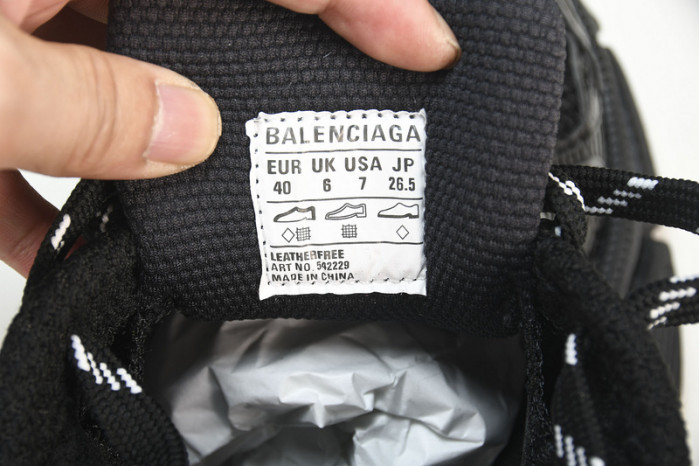 BALENCIAGA
EUR UK USA JP
40 6 7 26.5
LEATHERFREE
ART NO. 542229
MADE IN CHINA